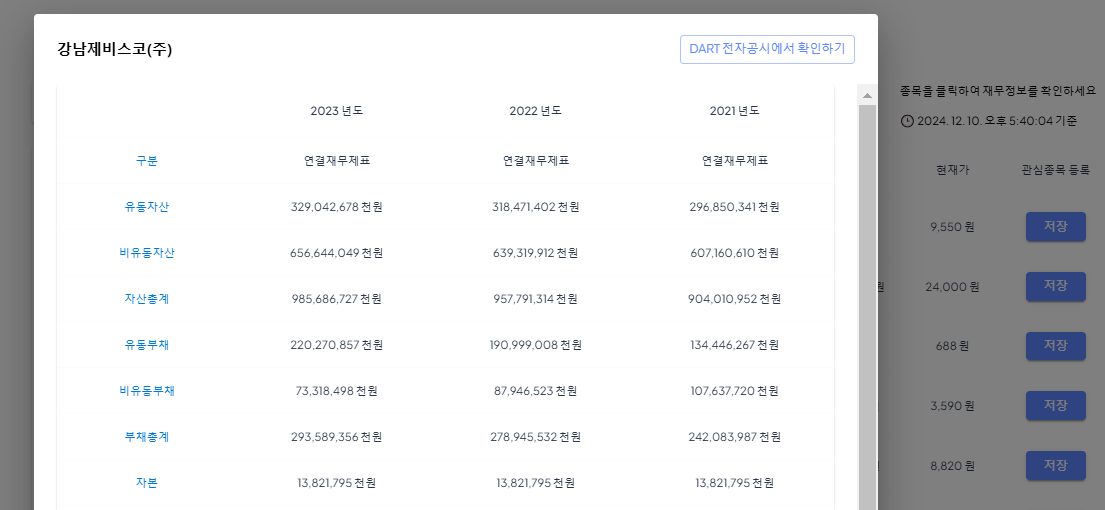 강남제비스코(주)
DART 전자공시에서 확인하기
2023 년도 2022 년도 2021 년도
구분 연결재무제표 연결재무제표 연결재무제표
유동자산 329,042,678 천원 318,471,402 천원 296,850,341 천원
비유동자산 656,644,049 천원 639,319,912 천원 607,160,610 천원
자산총계 985,686,727 천원 957,791,314 천원 904,010,952 천원
유동부채 220,270,857 천원 190,999,008 천원 134,446,267 천원
비유동부채 73,318,498 천원 87,946,523 천원 107,637,720 천원
부채총계 293,589,356 천원 278,945,532 천원 242,083,987 천원
자본 13,821,795 천원 13,821,795 천원 13,821,795 천원
종목을 클릭하여 재무정보를 확인하세요
2024. 12. 10. 오후 5:40:04 기준
현재가 관심종목 등록
9,550 원 저장
원 24,000 원 저장
688 원 저장
3,590 원 저장
8,820 원 저장